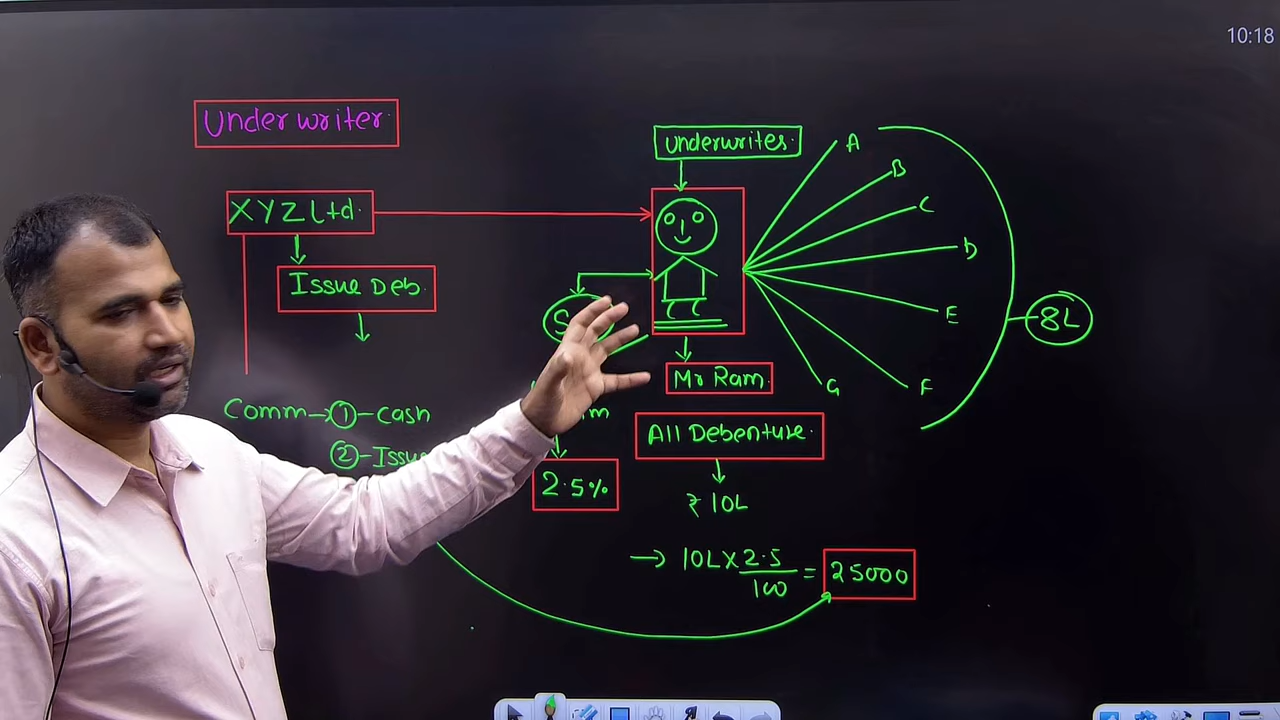 10:18
Underwriter
Underwrites.
A
B
XYZ Ltd.
C
D
Issue Deb.
E
8L
Mr Ram.
G
F
Comm → ① - Cash
② - Issue
All Debenture.
2.5%
₹ 10L
→ 10L × 2.5/100 = 25000